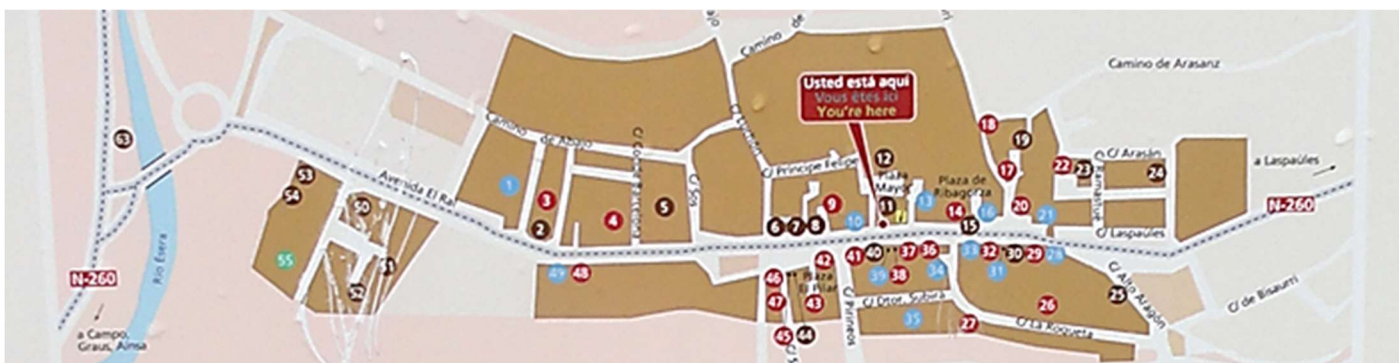 Camino de
Camino de Arasanz
Usted está aquí
Vous êtes ici
You're here
63
Camino de Abajo
18
19
53
C/ Príncipe Felipe
12
17
22
23
C/ Arasán
24
a Laspaúles
54
50
Avenida El Ral
1
3
4
5
9
Plaza
Mayor
11
13
Plaza de
Ribagorza
14
16
20
21
N-260
2
6
7
8
10
15
C/ Laspaúles
Río Ésera
55
51
52
49
48
42
41
40
37
36
33
32
30
29
28
N-260
46
Plaza
El Pilar
39
38
34
31
47
43
C/ Dtor. Subirá
26
25
C/ Alto Aragón
C/ de Bisaurri
a Campo,
Graus, Aínsa
45
44
C/ Pirineos
35
27
C/ La Roqueta